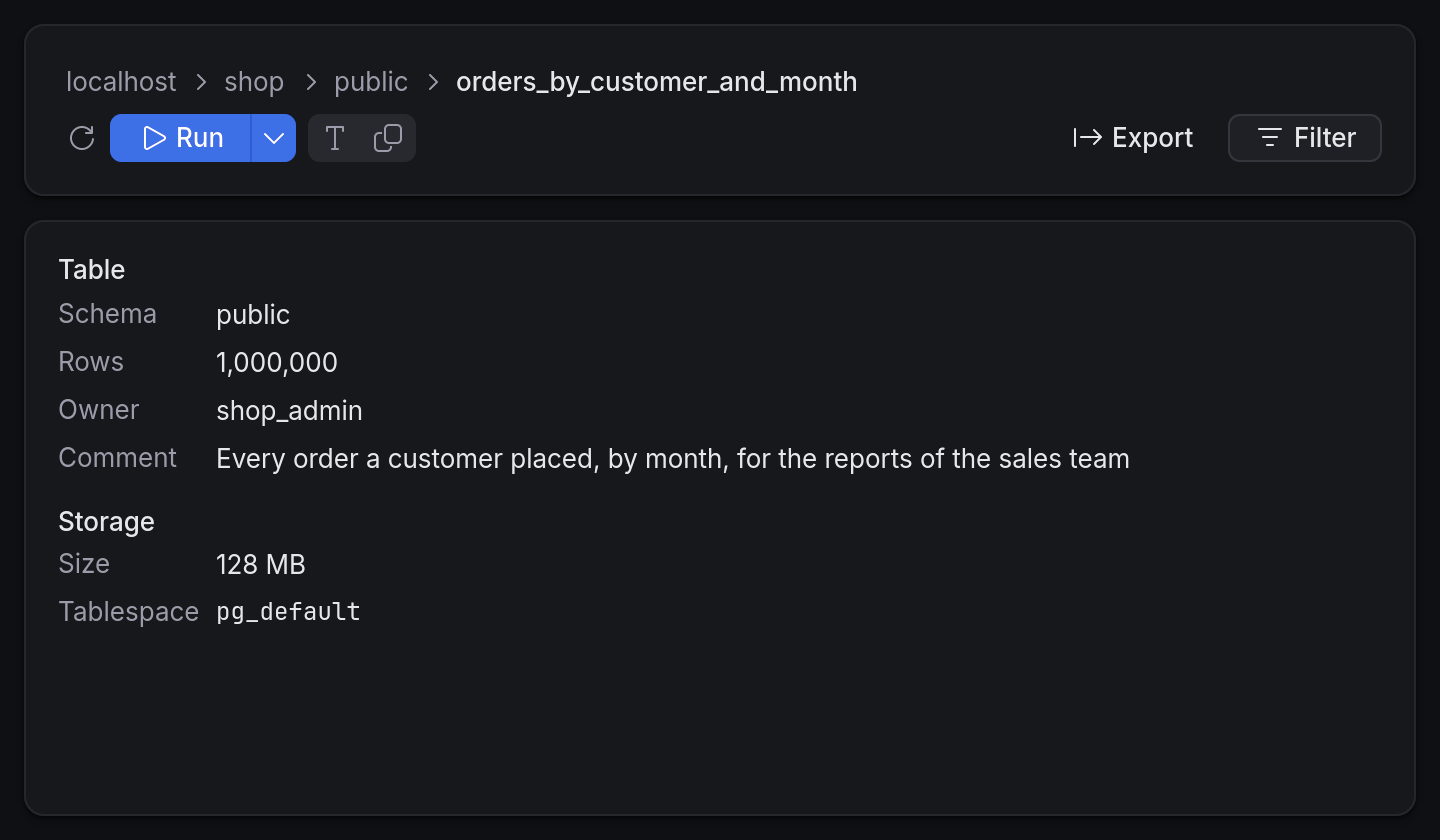 localhost shop public orders_by_customer_and_month
Run Export Filter
Table
Schema public
Rows 1,000,000
Owner shop_admin
Comment Every order a customer placed, by month, for the reports of the sales team
Storage
Size 128 MB
Tablespace pg_default